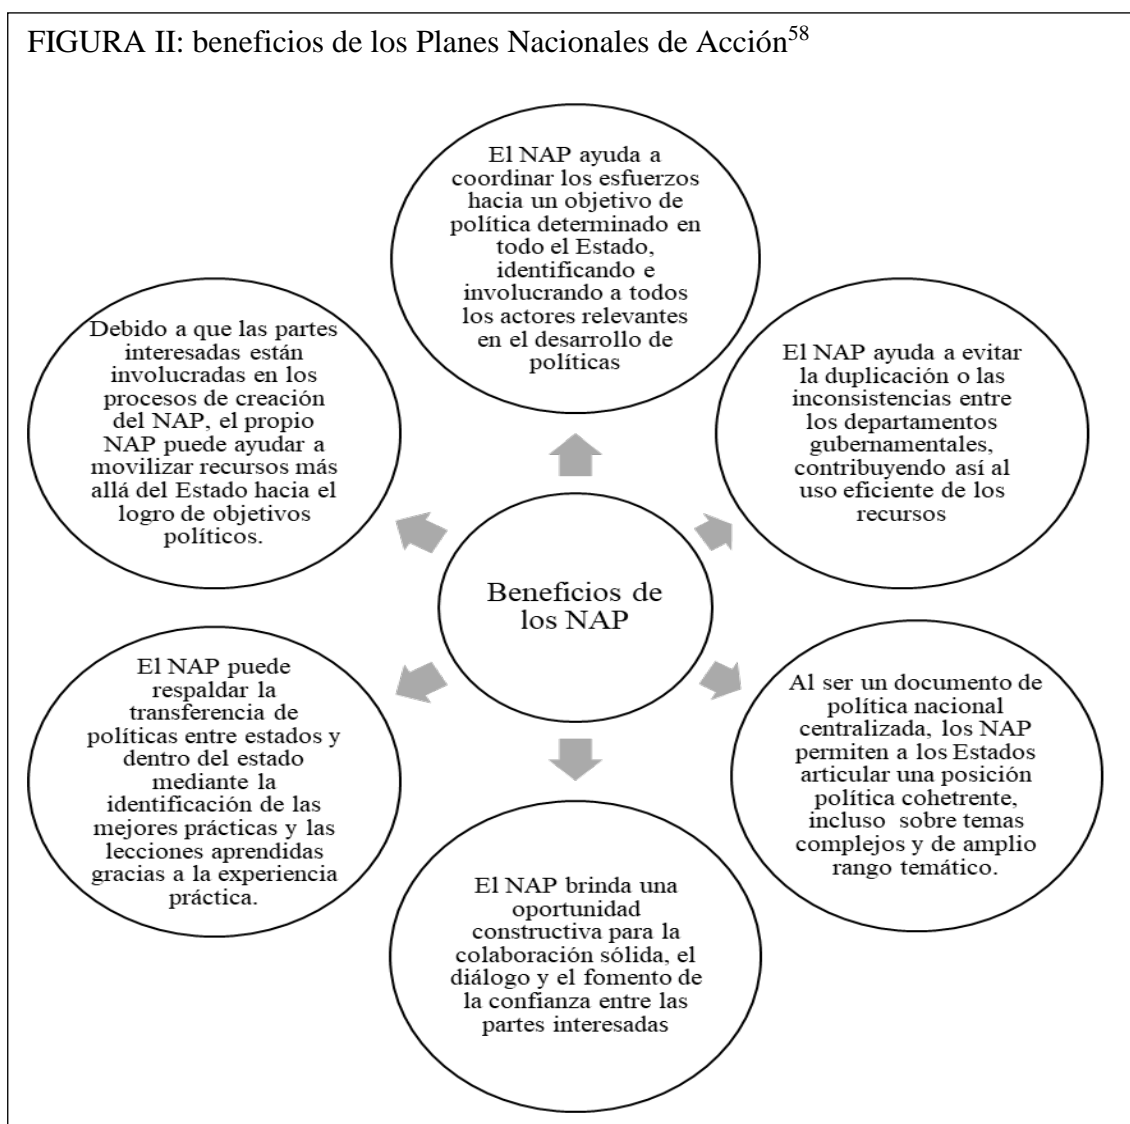 FIGURA II: beneficios de los Planes Nacionales de Acción58
El NAP ayuda a
coordinar los esfuerzos
hacia un objetivo de
política determinado en
todo el Estado,
identificando e
involucrando a todos
los actores relevantes
en el desarrollo de
políticas
El NAP ayuda a evitar
la duplicación o las
inconsistencias entre
los departamentos
gubernamentales,
contribuyendo así al
uso eficiente de los
recursos
Al ser un documento de
política nacional
centralizada, los NAP
permiten a los Estados
articular una posición
política cohetrente,
incluso sobre temas
complejos y de amplio
rango temático.
El NAP brinda una
oportunidad
constructiva para la
colaboración sólida, el
diálogo y el fomento de
la confianza entre las
partes interesadas
El NAP puede
respaldar la
transferencia de
políticas entre estados y
dentro del estado
mediante la
identificación de las
mejores prácticas y las
lecciones aprendidas
gracias a la experiencia
práctica.
Debido a que las partes
interesadas están
involucradas en los
procesos de creación
del NAP, el propio
NAP puede ayudar a
movilizar recursos más
allá del Estado hacia el
logro de objetivos
políticos.
Beneficios de
los NAP